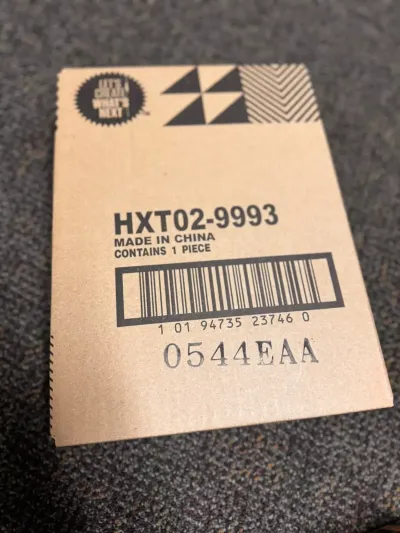 LET'S
CREATE
WHAT'S
NEXT
HXT02-9993
MADE IN CHINA
CONTAINS 1 PIECE
1 01 94735 23746 0
0544EAA